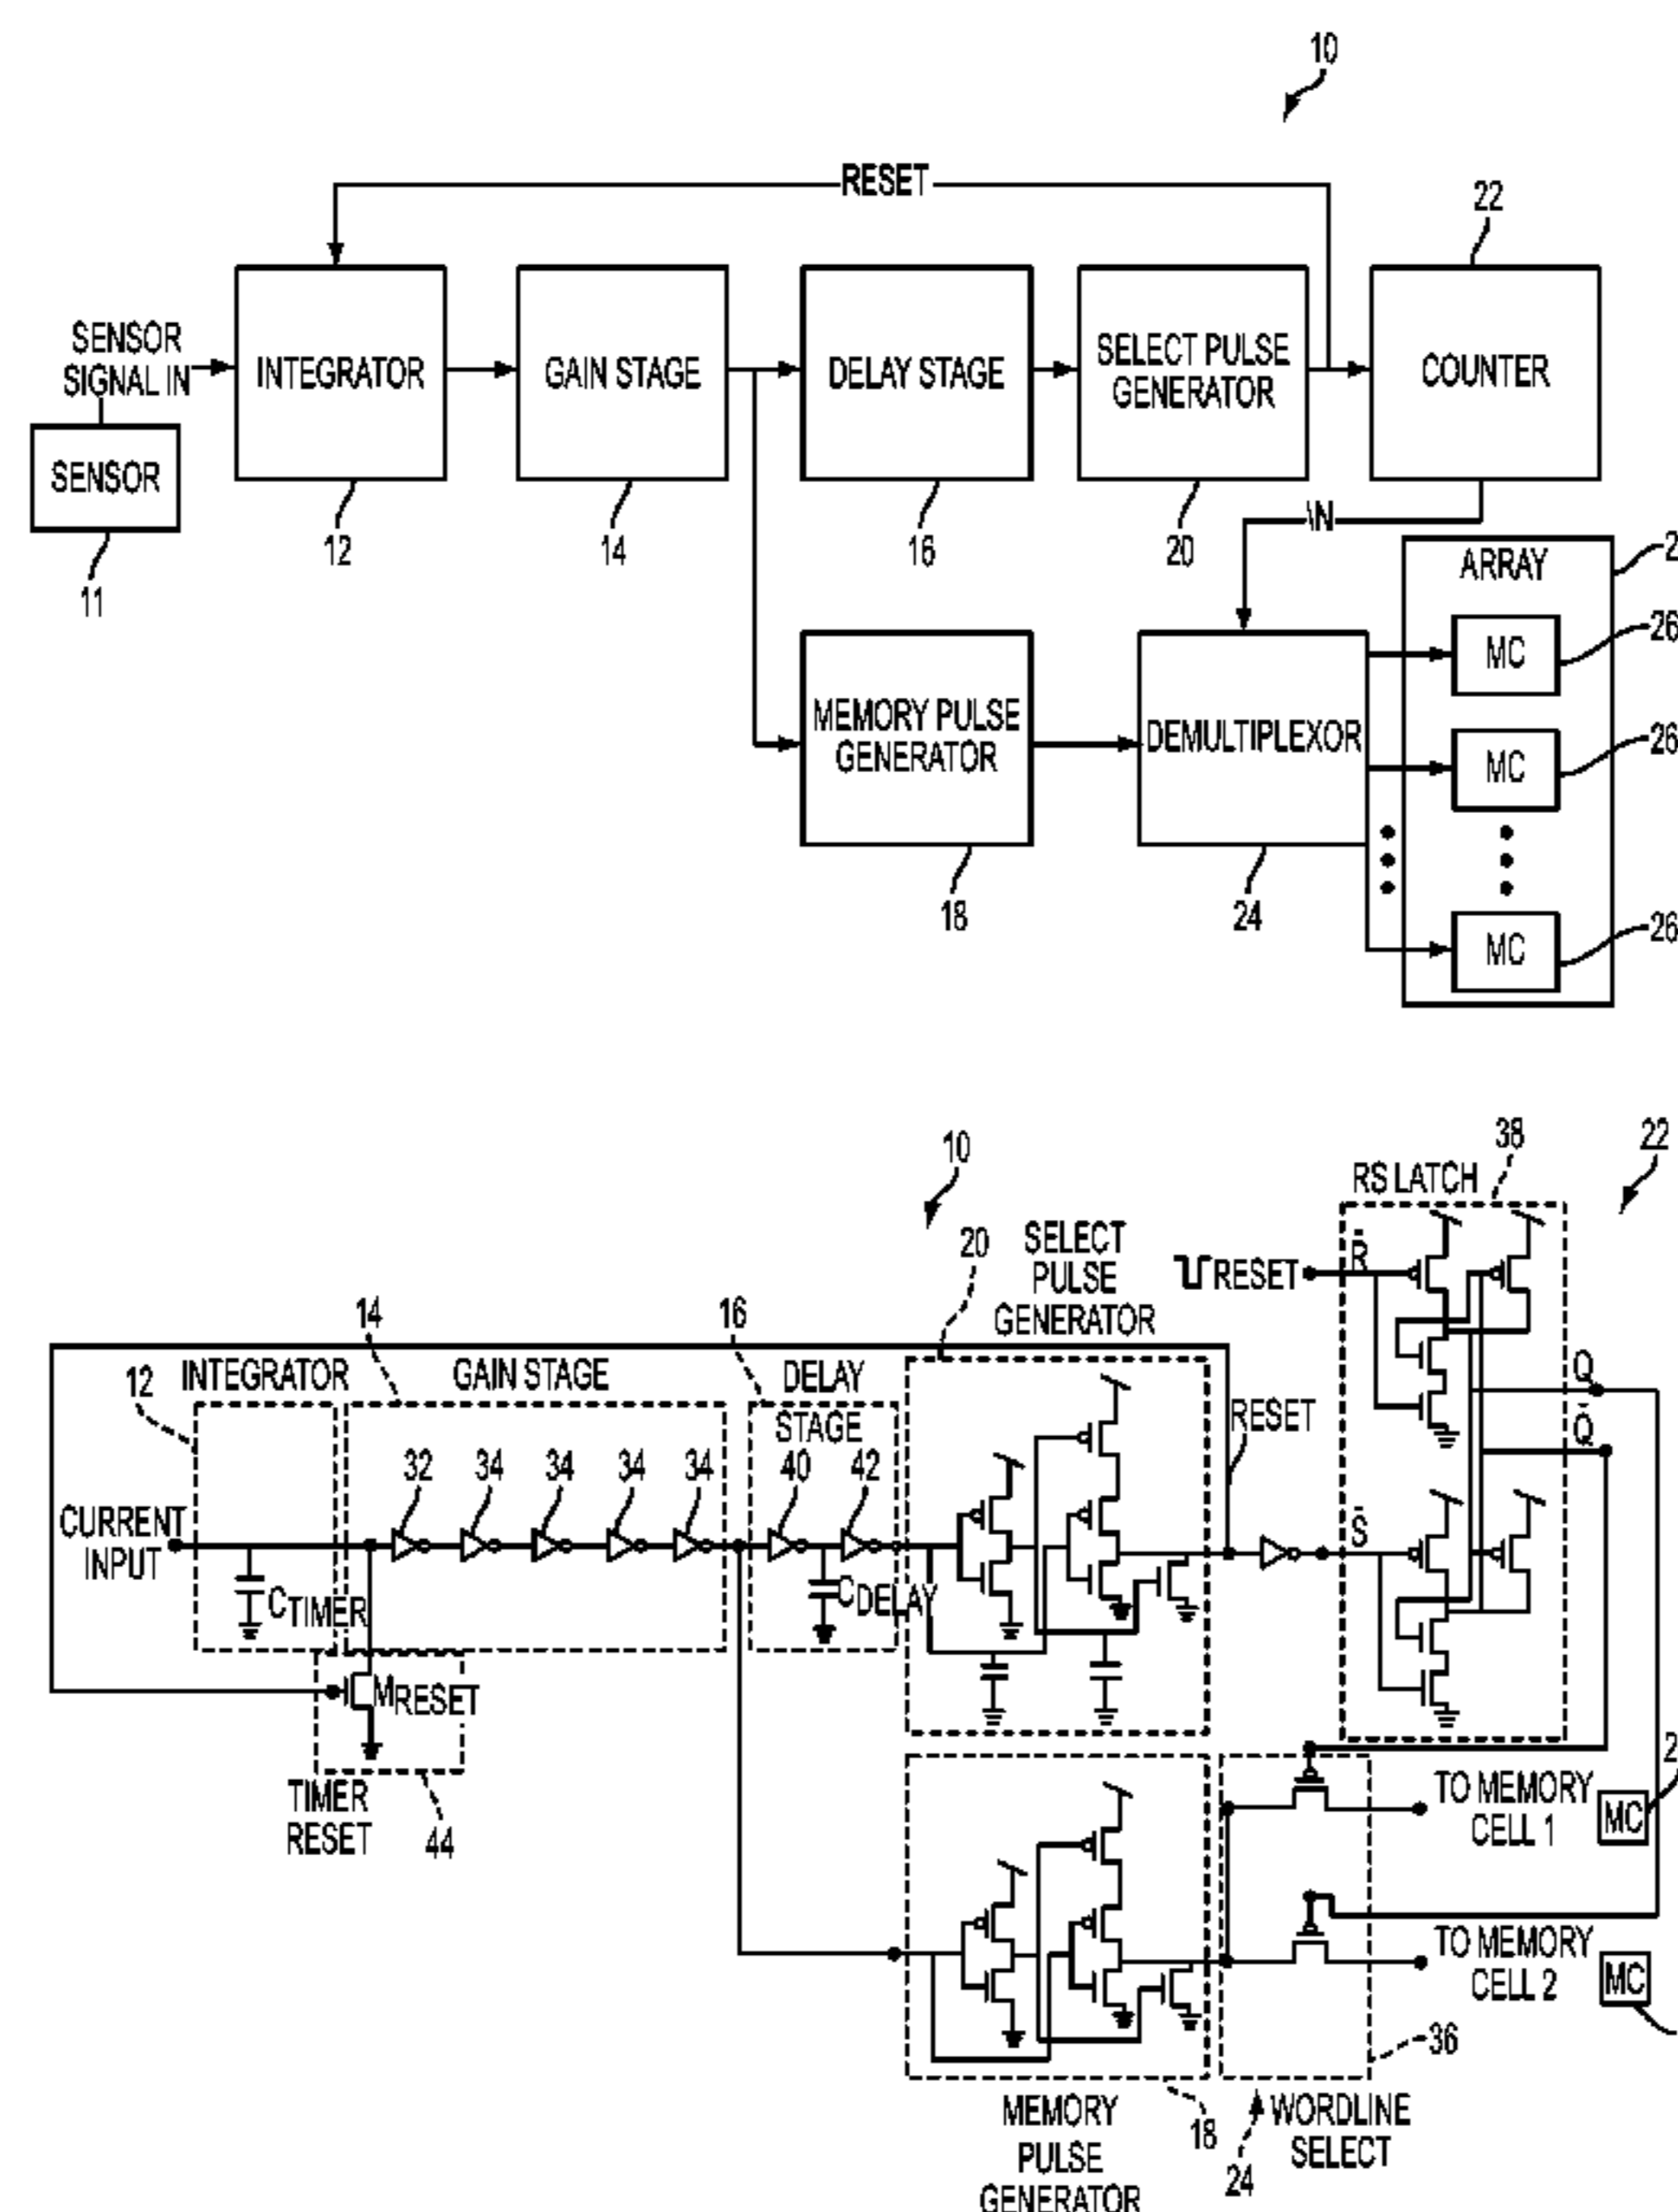 10
RESET
22
SENSOR
SIGNAL IN
INTEGRATOR
GAIN STAGE
DELAY STAGE
SELECT PULSE
GENERATOR
COUNTER
SENSOR
11
12
14
16
20
\N
ARRAY
2
MC
26
MEMORY PULSE
GENERATOR
DEMULTIPLEXOR
MC
26
MC
26
18
24
10
38
22
RS LATCH
20
SELECT
PULSE
GENERATOR
RESET
R̄
14
16
12
INTEGRATOR
GAIN STAGE
DELAY
STAGE
RESET
Q
Q̄
32
34
34
34
34
40
42
CURRENT
INPUT
S̄
CTIMER
CDELAY
MRESET
TIMER
RESET
44
TO MEMORY
CELL 1
MC
2
TO MEMORY
CELL 2
MC
36
MEMORY
PULSE
GENERATOR
18
24
WORDLINE
SELECT